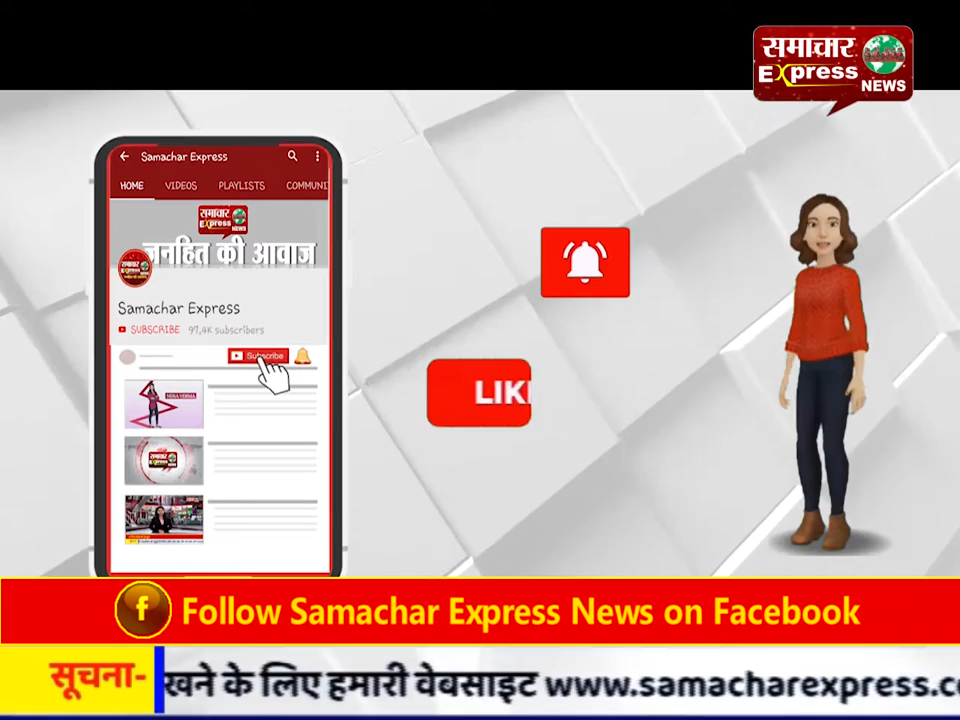 समाचार
Express
NEWS
Samachar Express
HOME VIDEOS PLAYLISTS COMMUNI
समाचार
Express
NEWS
जनहित की आवाज
Samachar Express
SUBSCRIBE 97.4K subscribers
Subscribe
LIK
Follow Samachar Express News on Facebook
सूचना- खने के लिए हमारी वेबसाइट www.samacharexpress.c